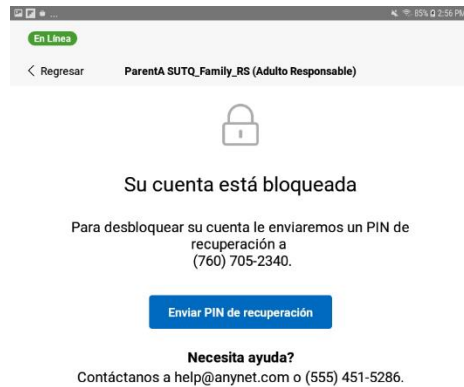 85% 2:56 PM
En Línea
Regresar ParentA SUTQ_Family_RS (Adulto Responsable)
Su cuenta está bloqueada
Para desbloquear su cuenta le enviaremos un PIN de
recuperación a
(760) 705-2340.
Enviar PIN de recuperación
Necesita ayuda?
Contáctanos a help@anynet.com o (555) 451-5286.